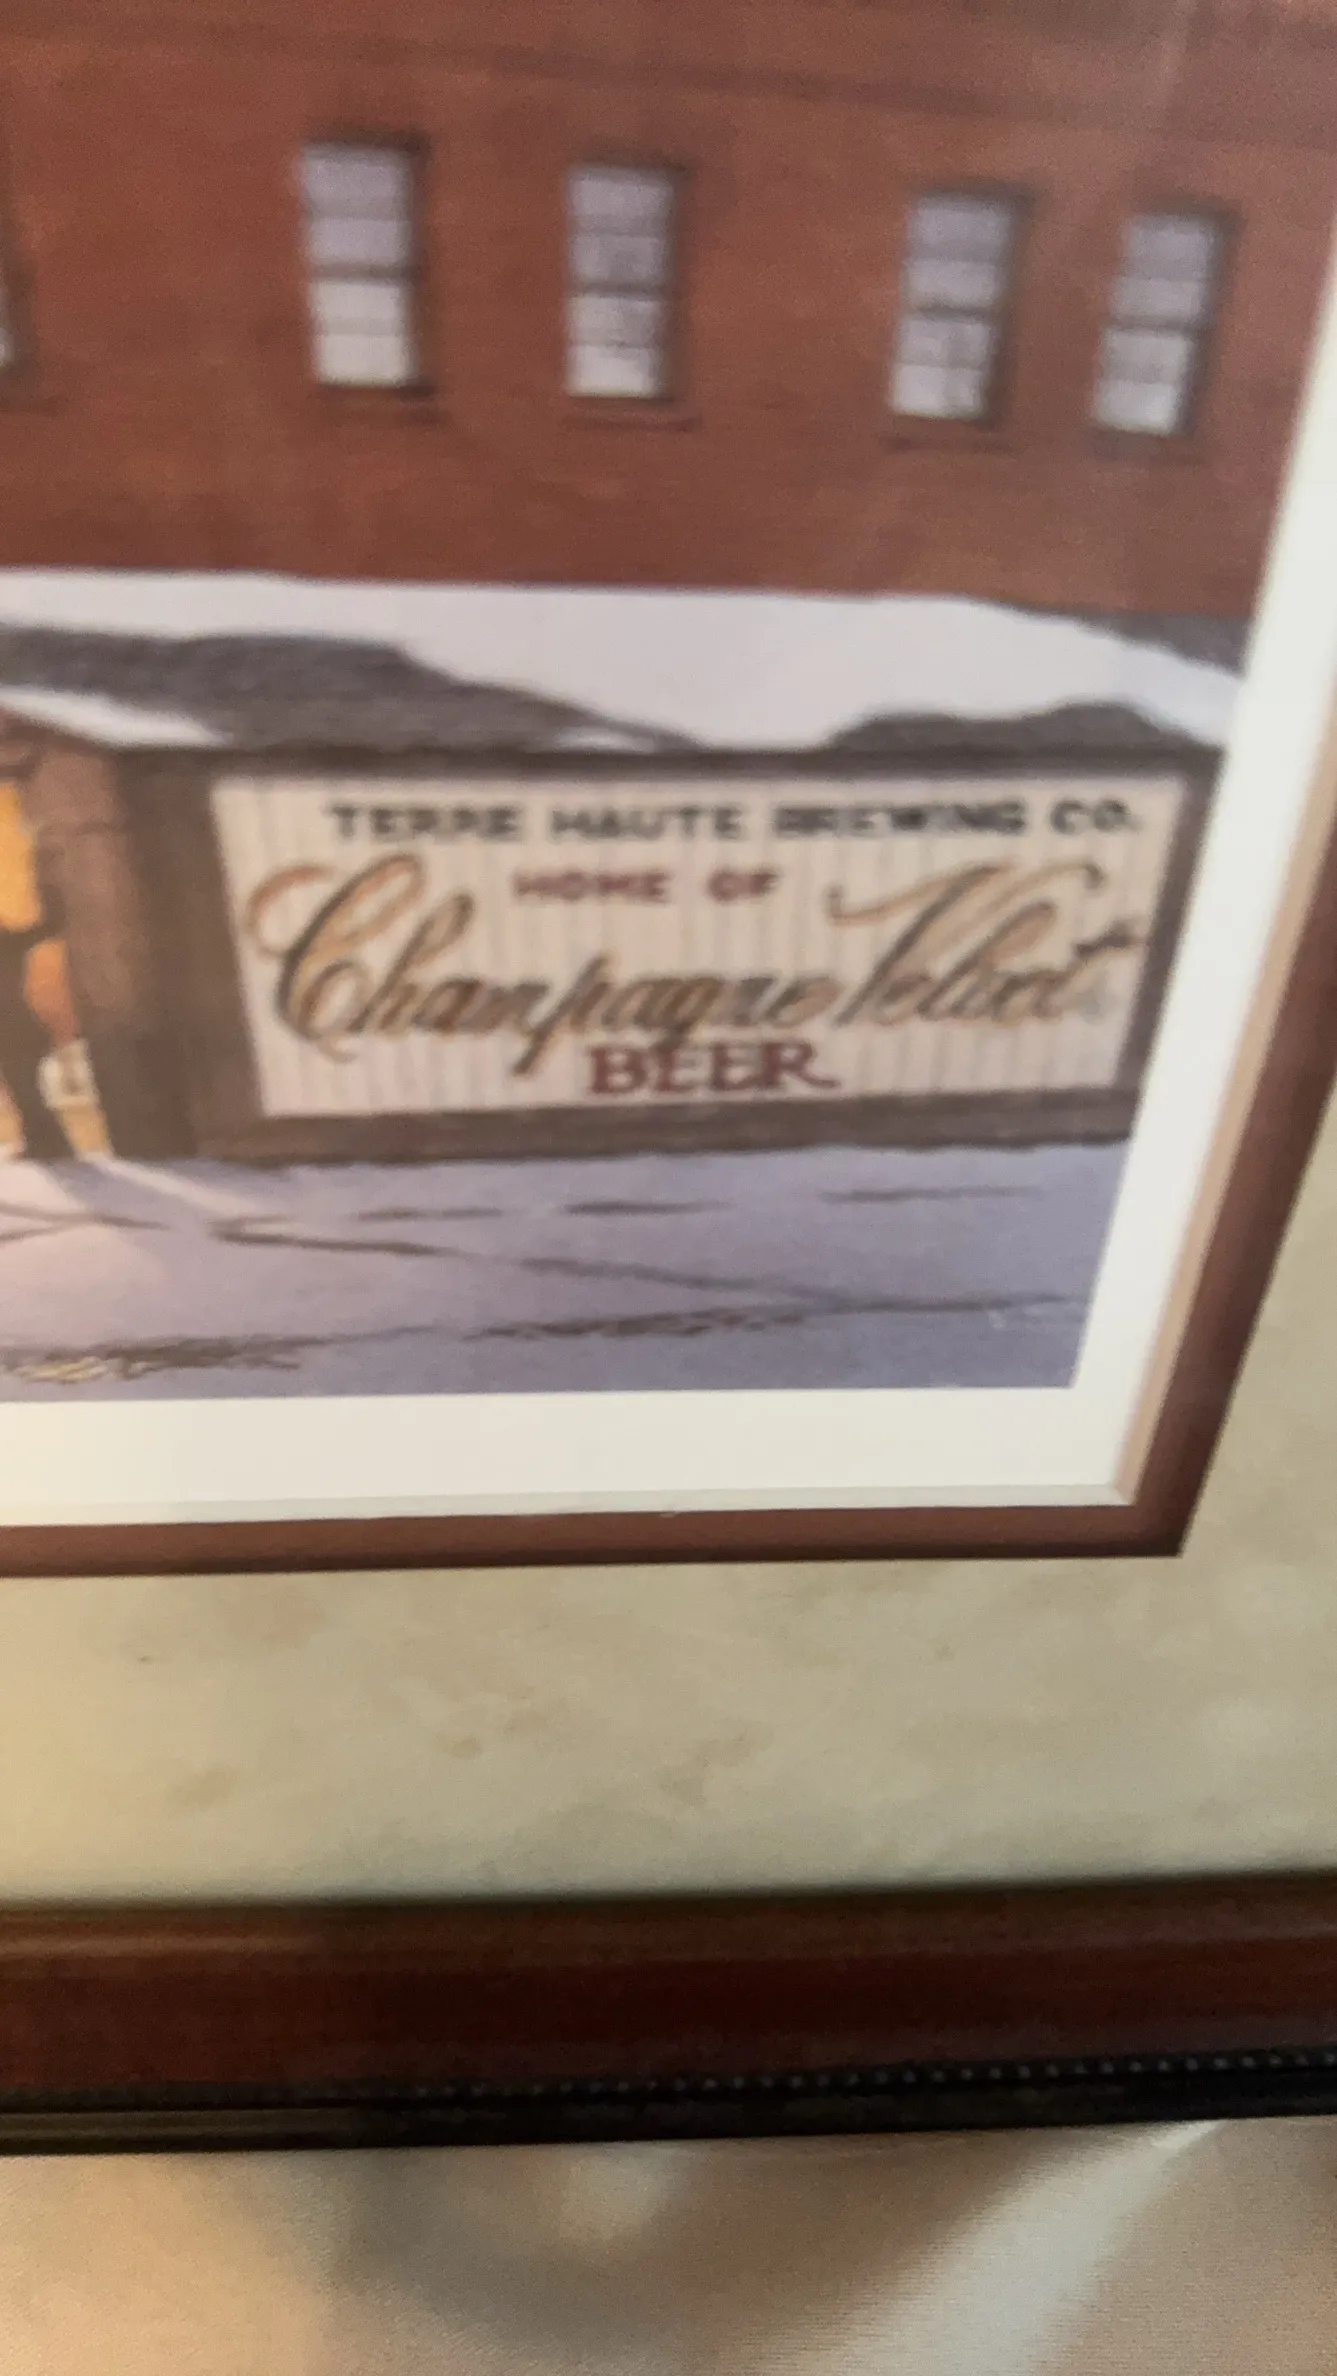 TERRE HAUTE BREWING CO.
HOME OF
Champagne Velvet
BEER